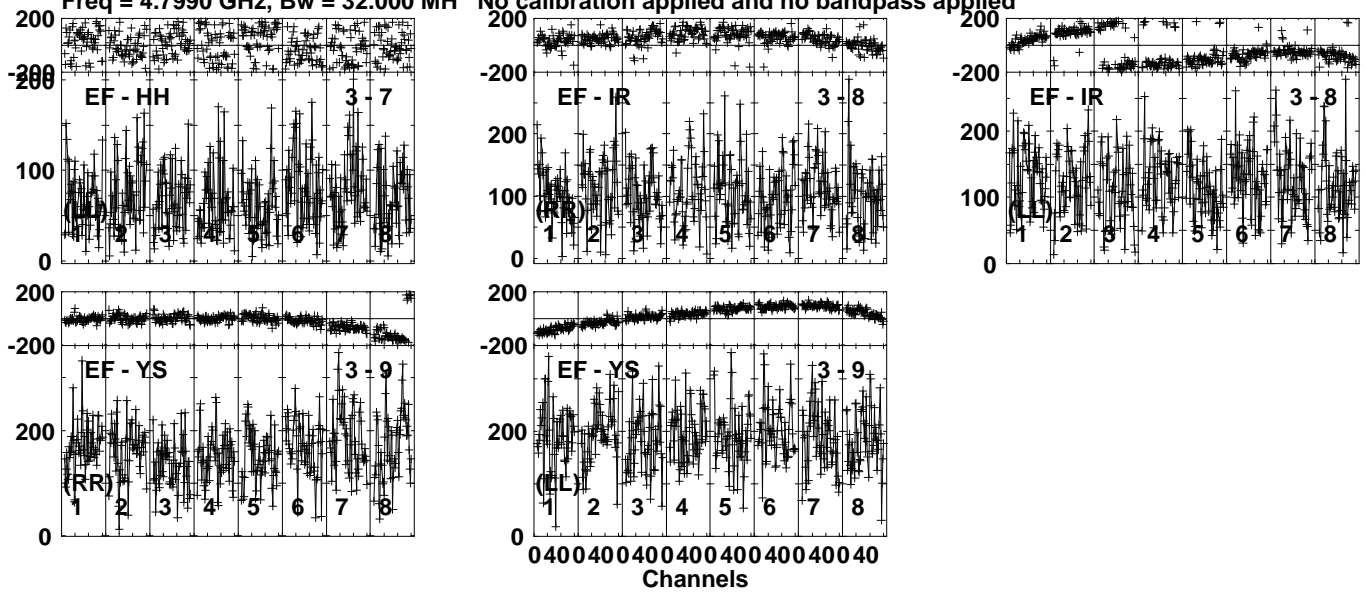 Freq = 4.7990 GHz, Bw = 32.000 MH No calibration applied and no bandpass applied
200
-200
200
100
0
EF - HH 3 - 7
(LL)
1 2 3 4 5 6 7 8
200
-200
200
100
0
EF - IR 3 - 8
(RR)
1 2 3 4 5 6 7 8
200
-200
200
100
0
EF - IR 3 - 8
(LL)
1 2 3 4 5 6 7 8
200
-200
200
0
EF - YS 3 - 9
(RR)
1 2 3 4 5 6 7 8
200
-200
200
0
EF - YS 3 - 9
(LL)
1 2 3 4 5 6 7 8
0 40 0 40 0 40 0 40 0 40 0 40 0 40 0 40
Channels